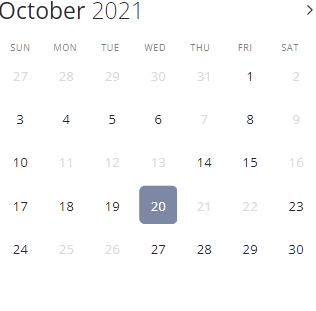 October 2021 >
SUN MON TUE WED THU FRI SAT
27 28 29 30 31 1 2
3 4 5 6 7 8 9
10 11 12 13 14 15 16
17 18 19 20 21 22 23
24 25 26 27 28 29 30